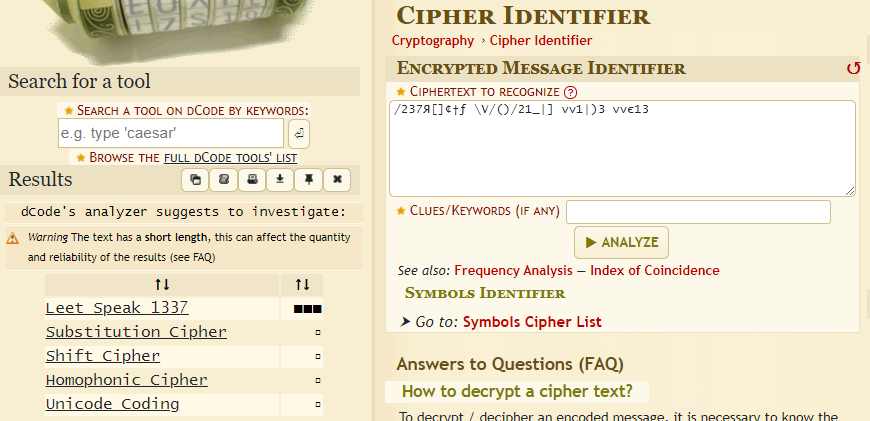 EUXIL
17S10
Search for a tool
★ SEARCH A TOOL ON DCODE BY KEYWORDS:
e.g. type 'caesar'
★ BROWSE THE FULL DCODE TOOLS' LIST
Results
dCode's analyzer suggests to investigate:
Warning The text has a short length, this can affect the quantity
and reliability of the results (see FAQ)
↑↓ ↑↓
Leet Speak 1337
Substitution Cipher
Shift Cipher
Homophonic Cipher
Unicode Coding
CIPHER IDENTIFIER
Cryptography › Cipher Identifier
ENCRYPTED MESSAGE IDENTIFIER
★ CIPHERTEXT TO RECOGNIZE ?
/237Я[]¢†ƒ \V/()/21_|] vv1|)3 vvє13
★ CLUES/KEYWORDS (IF ANY)
▶ ANALYZE
See also: Frequency Analysis — Index of Coincidence
SYMBOLS IDENTIFIER
➤ Go to: Symbols Cipher List
Answers to Questions (FAQ)
How to decrypt a cipher text?
To decrypt / decipher an encoded message, it is necessary to know the